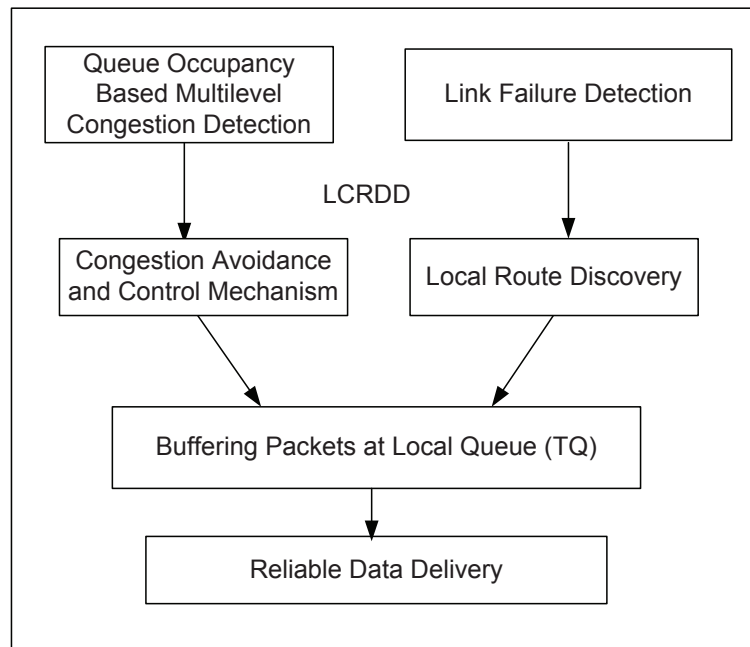 Queue Occupancy
Based Multilevel
Congestion Detection
Link Failure Detection
LCRDD
Congestion Avoidance
and Control Mechanism
Local Route Discovery
Buffering Packets at Local Queue (TQ)
Reliable Data Delivery